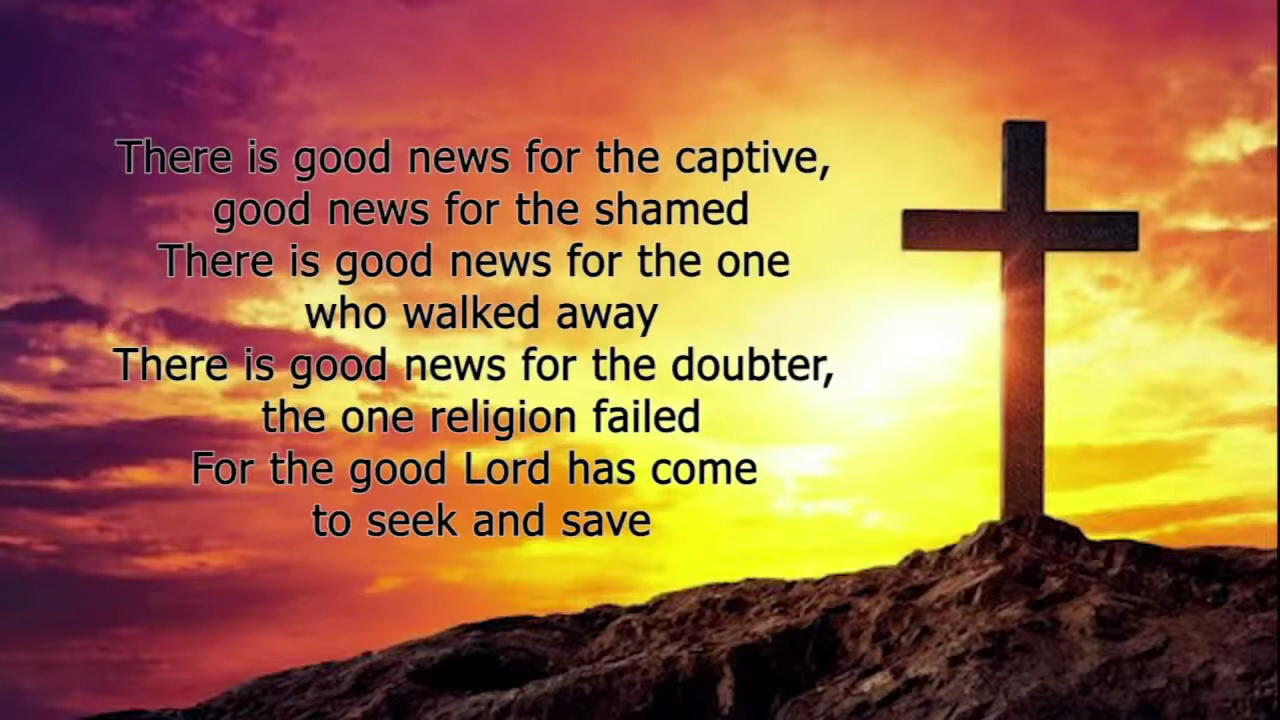 There is good news for the captive,
good news for the shamed
There is good news for the one
who walked away
There is good news for the doubter,
the one religion failed
For the good Lord has come
to seek and save